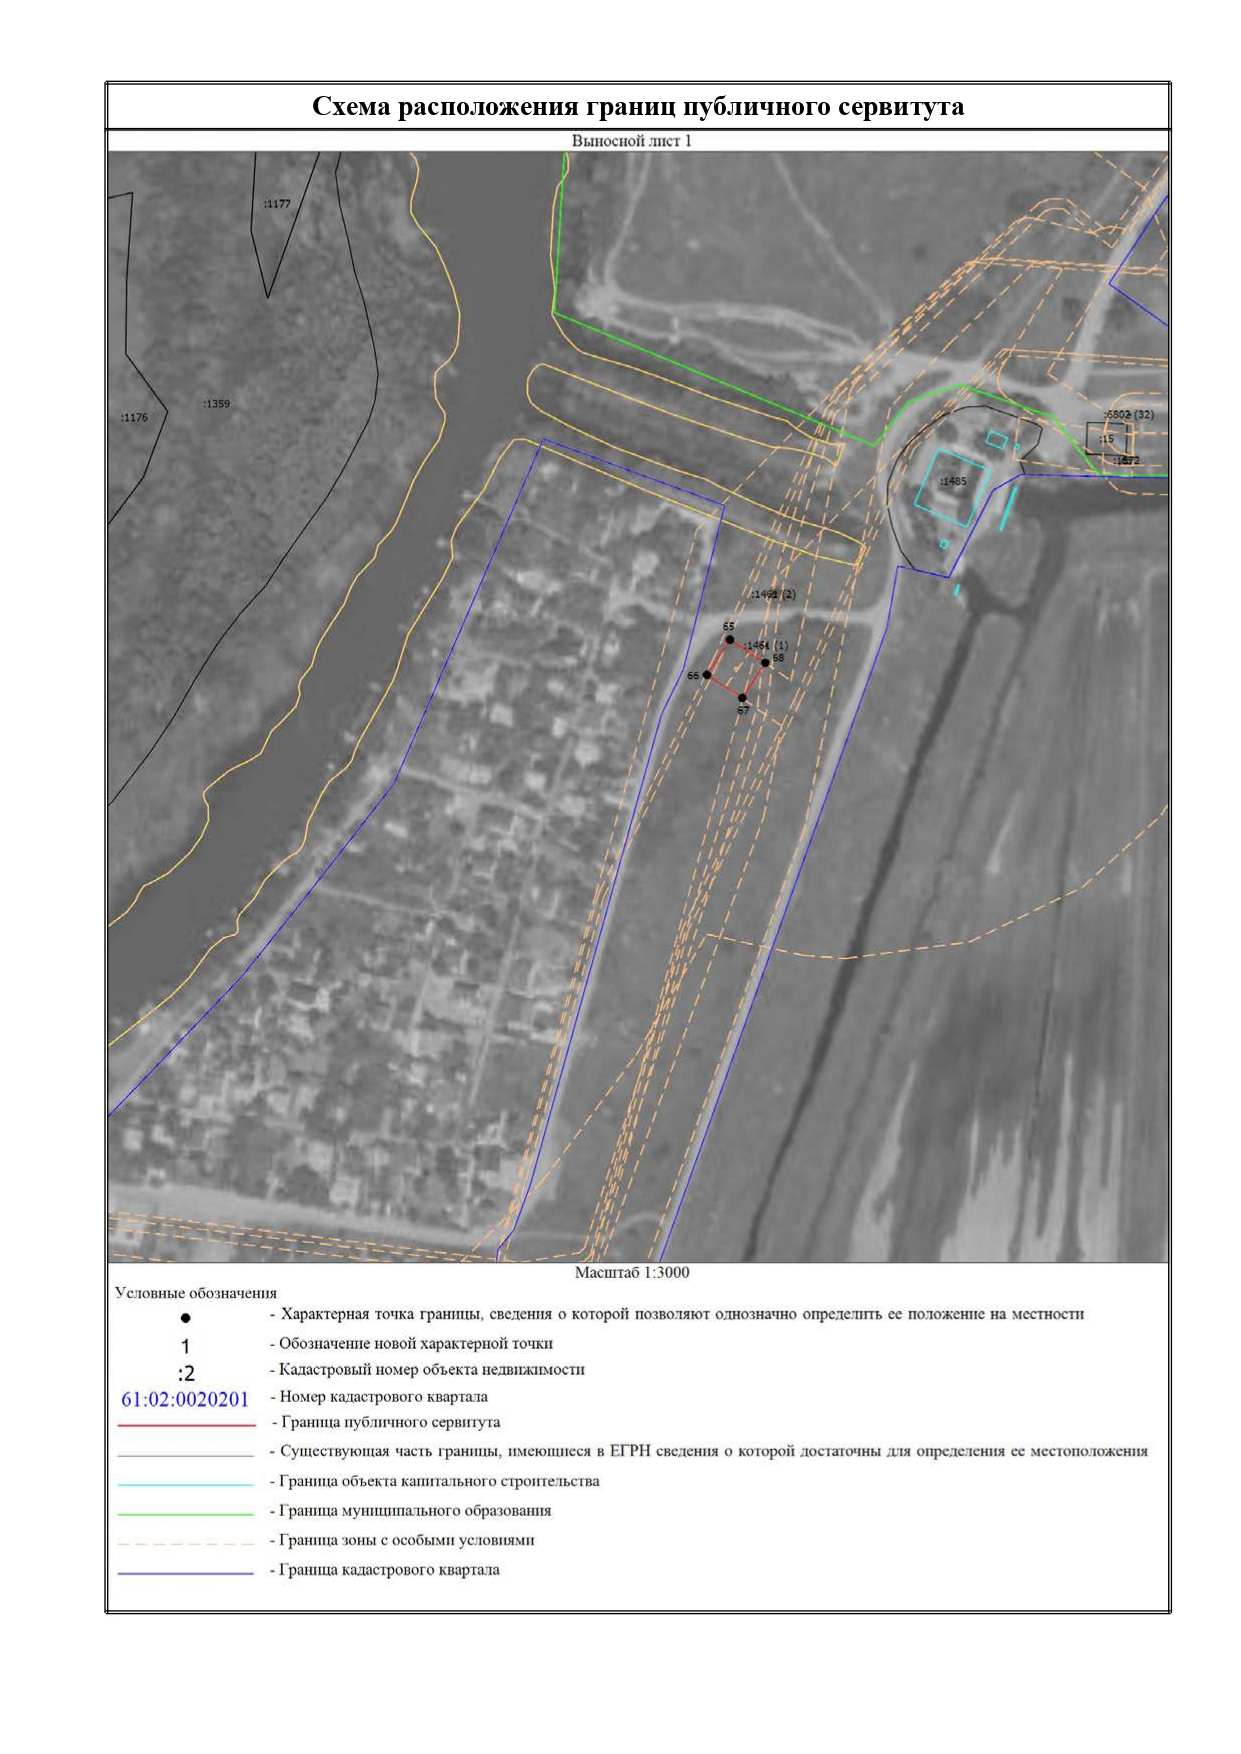 Схема расположения границ публичного сервитута
Выносной лист 1
:1177
:1359
:1176
:6802 (32)
:15
:1485
(2)
65
(1)
68
66
67
Масштаб 1:3000
Условные обозначения
- Характерная точка границы, сведения о которой позволяют однозначно определить ее положение на местности
1 - Обозначение новой характерной точки
:2 - Кадастровый номер объекта недвижимости
61:02:0020201 - Номер кадастрового квартала
- Граница публичного сервитута
- Существующая часть границы, имеющиеся в ЕГРН сведения о которой достаточны для определения ее местоположения
- Граница объекта капитального строительства
- Граница муниципального образования
- Граница зоны с особыми условиями
- Граница кадастрового квартала